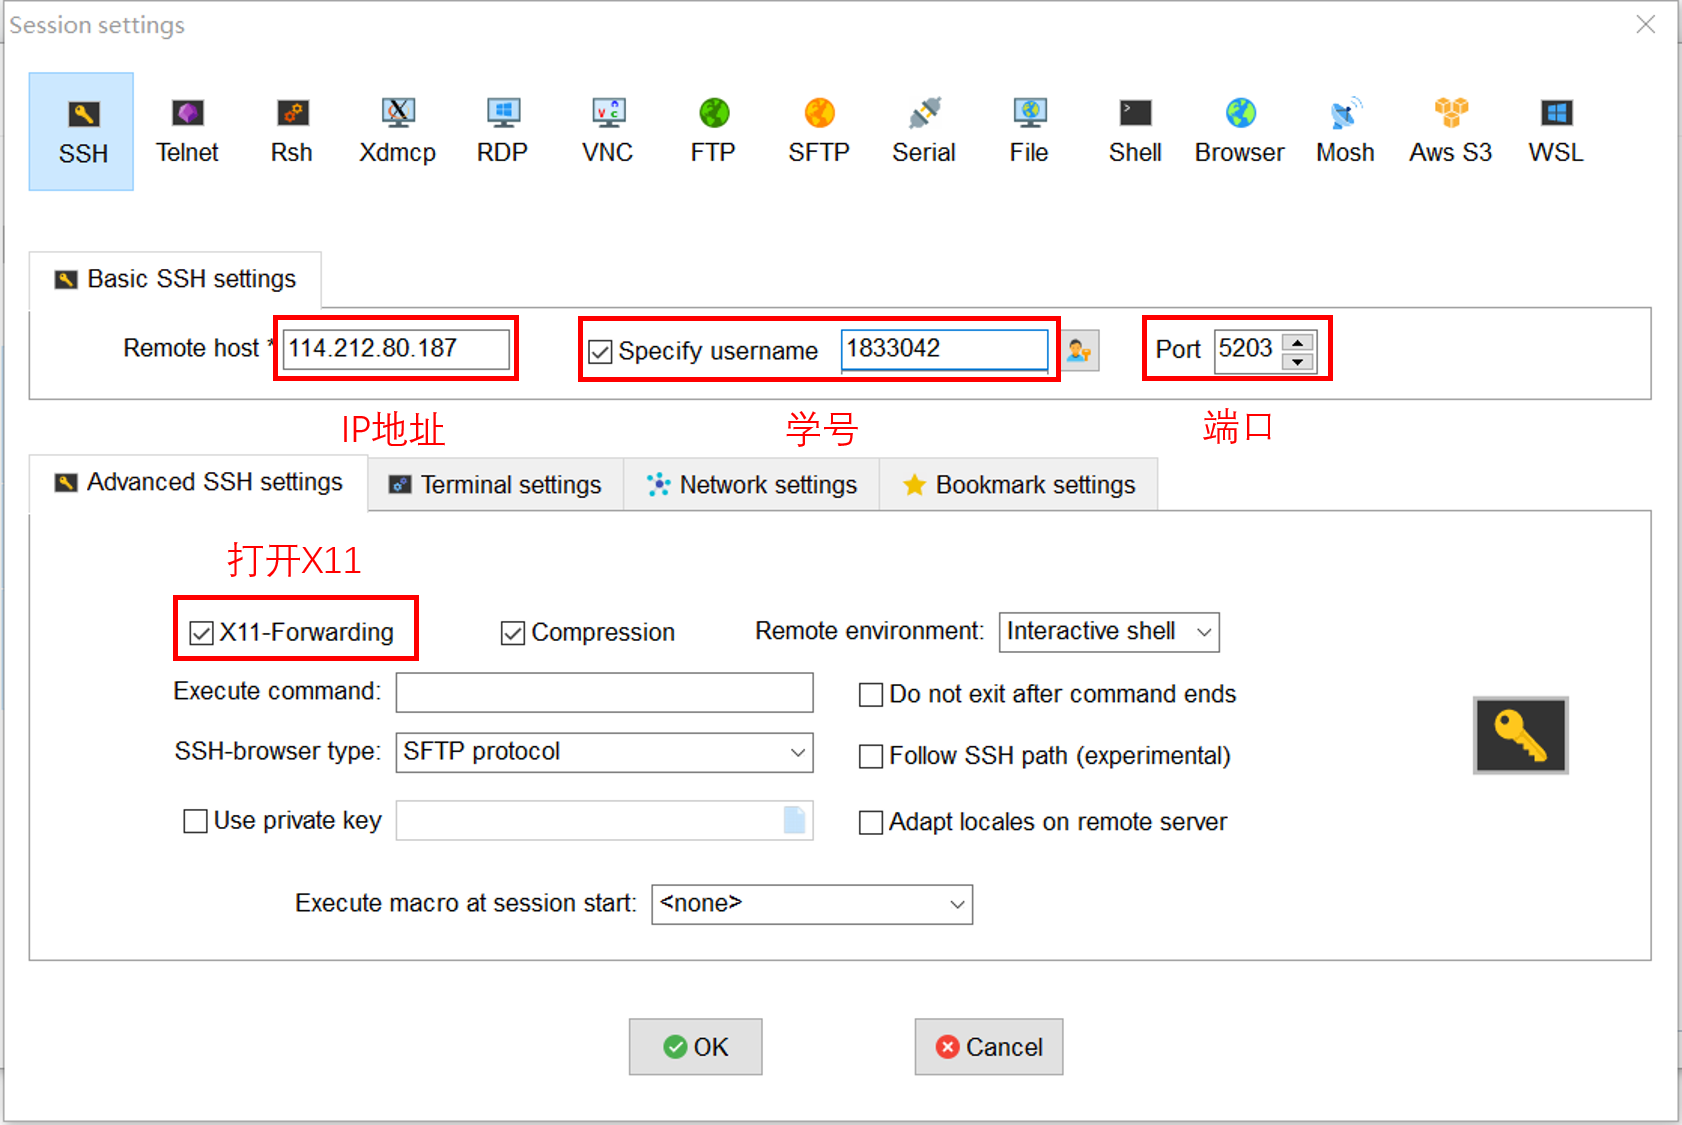 Session settings
SSH Telnet Rsh Xdmcp RDP VNC FTP SFTP Serial File Shell Browser Mosh Aws S3 WSL
Basic SSH settings
Remote host * 114.212.80.187 Specify username 1833042 Port 5203
IP地址 学号 端口
Advanced SSH settings Terminal settings Network settings Bookmark settings
打开X11
X11-Forwarding Compression Remote environment: Interactive shell
Execute command: Do not exit after command ends
SSH-browser type: SFTP protocol Follow SSH path (experimental)
Use private key Adapt locales on remote server
Execute macro at session start: <none>
OK Cancel